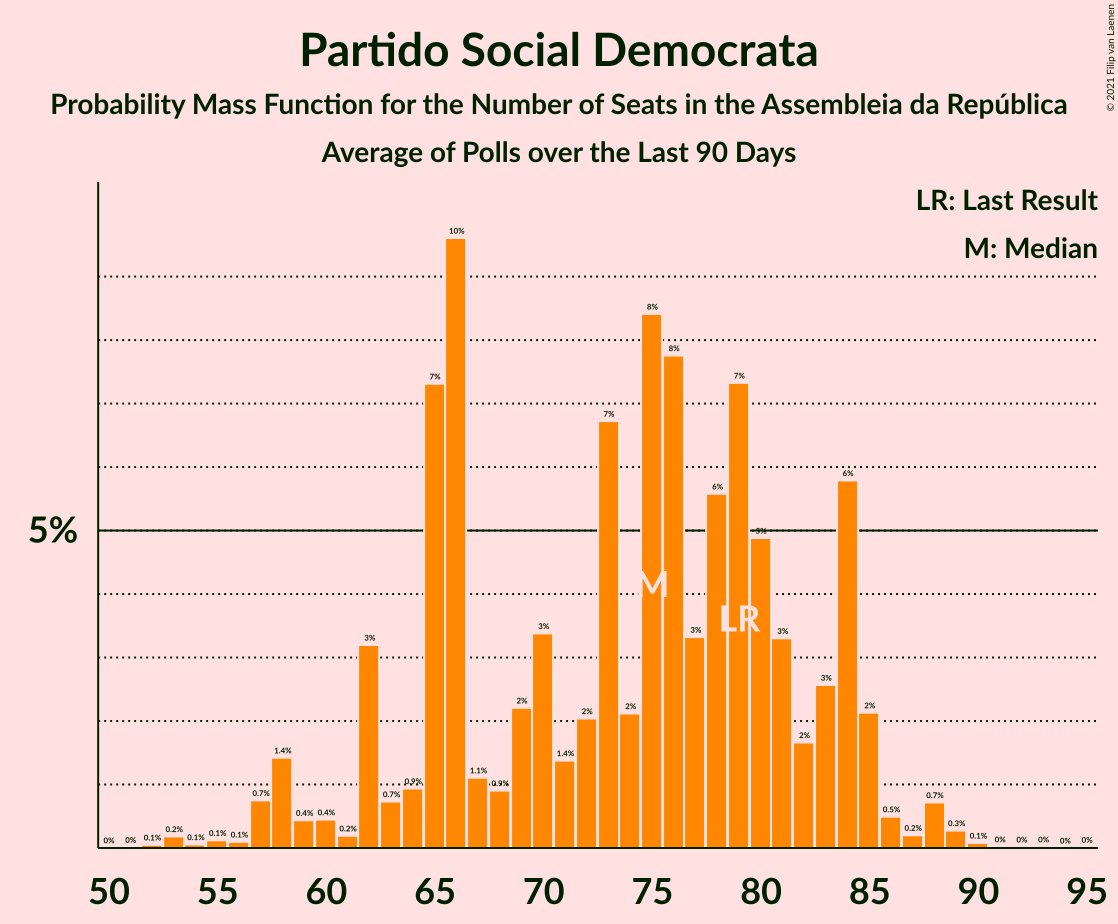 Partido Social Democrata
Probability Mass Function for the Number of Seats in the Assembleia da República
Average of Polls over the Last 90 Days
© 2021 Filip van Laenen
LR: Last Result
M: Median
5%
0% 0% 0.1% 0.2% 0.1% 0.1% 0.1% 0.7% 1.4% 0.4% 0.4% 0.2% 3% 0.7% 0.9% 7% 10% 1.1% 0.9% 2% 3% 1.4% 2% 7% 2% 8% 8% 3% 6% 7% 5% 3% 2% 3% 6% 2% 0.5% 0.2% 0.7% 0.3% 0.1% 0% 0% 0% 0% 0%
M
LR
50 55 60 65 70 75 80 85 90 95